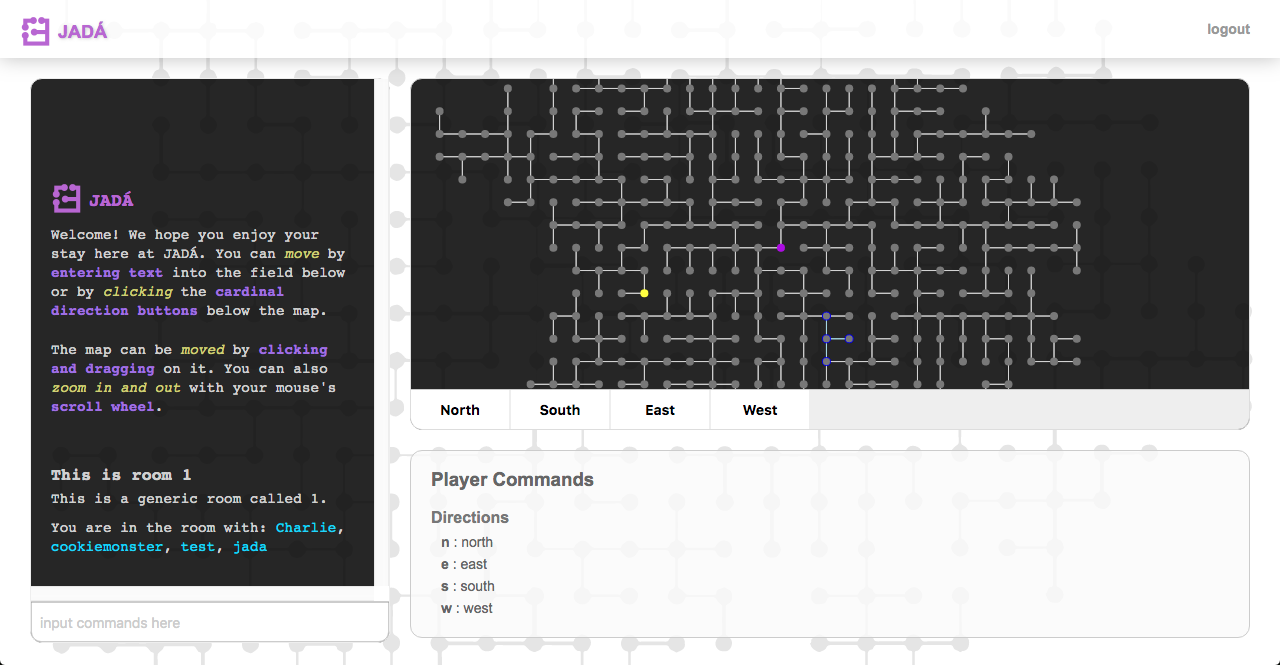 JADÁ
logout
JADÁ
Welcome! We hope you enjoy your
stay here at JADÁ. You can move by
entering text into the field below
or by clicking the cardinal
direction buttons below the map.
The map can be moved by clicking
and dragging on it. You can also
zoom in and out with your mouse's
scroll wheel.
This is room 1
This is a generic room called 1.
You are in the room with: Charlie,
cookiemonster, test, jada
input commands here
North South East West
Player Commands
Directions
n : north
e : east
s : south
w : west